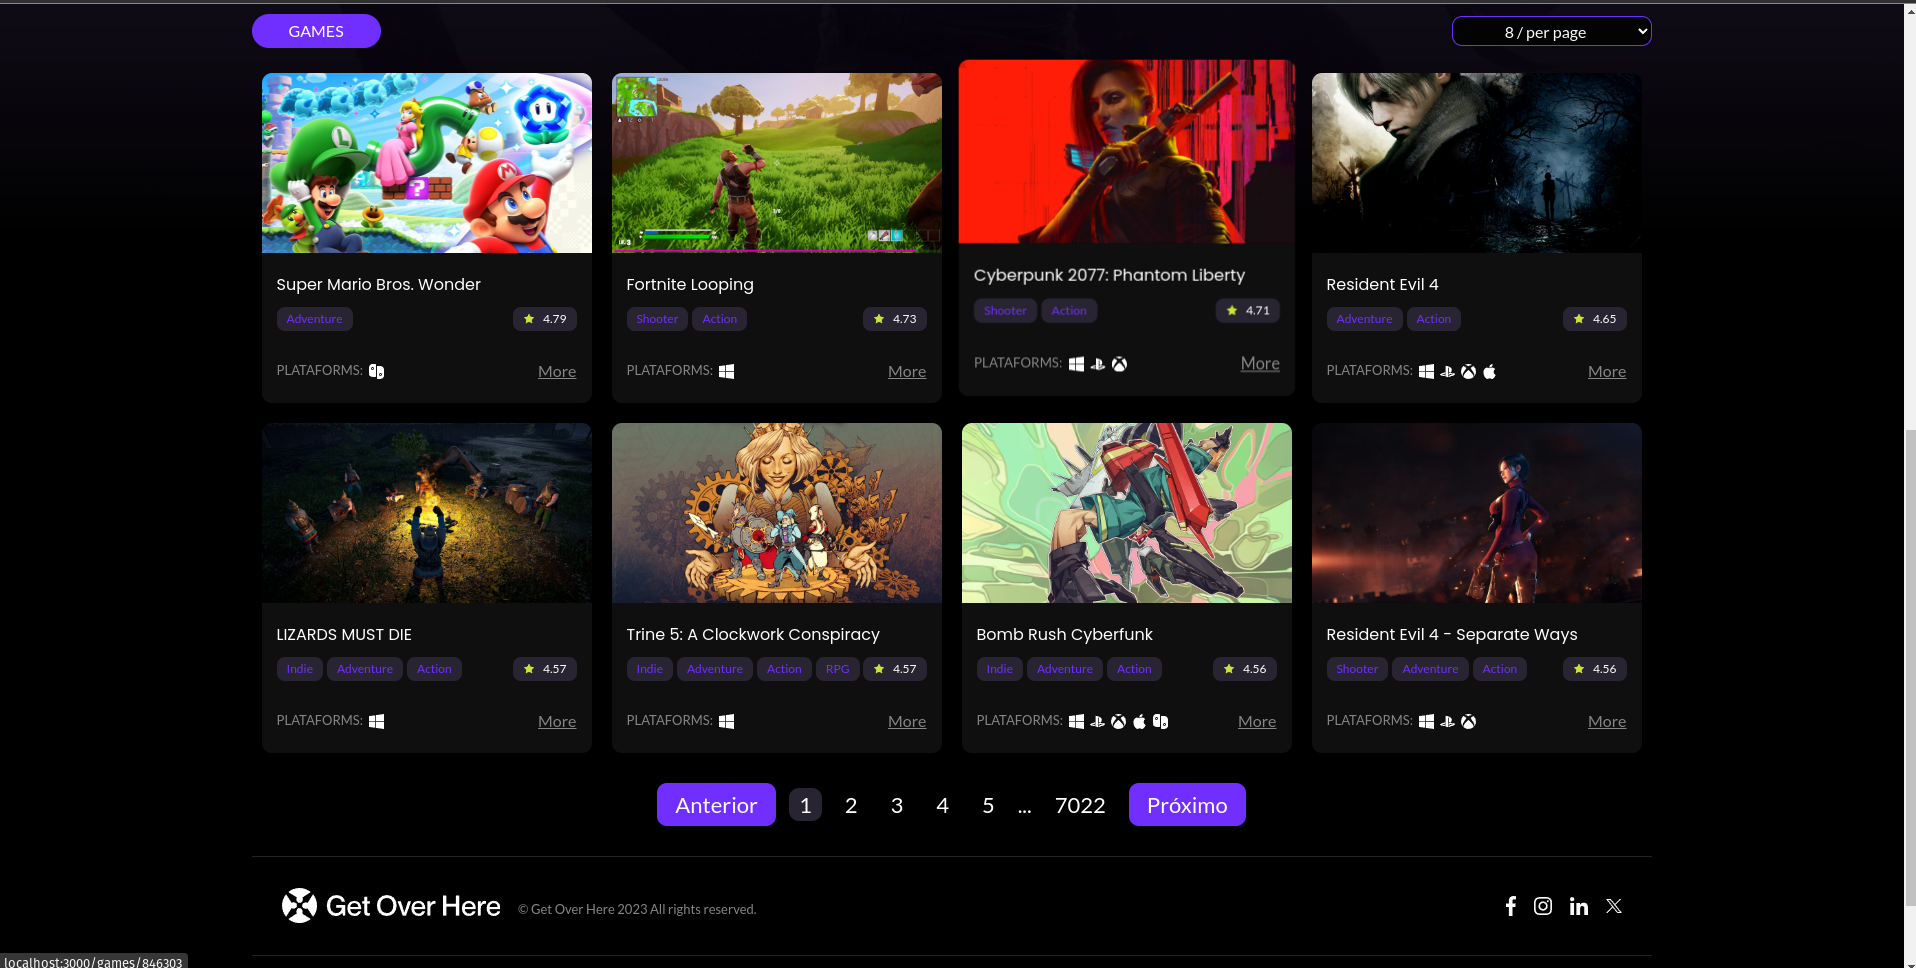 GAMES
8 / per page
Super Mario Bros. Wonder
Adventure
4.79
PLATAFORMS:
More
Fortnite Looping
Shooter Action
4.73
PLATAFORMS:
More
Cyberpunk 2077: Phantom Liberty
Shooter Action
4.71
PLATAFORMS:
More
Resident Evil 4
Adventure Action
4.65
PLATAFORMS:
More
LIZARDS MUST DIE
Indie Adventure Action
4.57
PLATAFORMS:
More
Trine 5: A Clockwork Conspiracy
Indie Adventure Action RPG
4.57
PLATAFORMS:
More
Bomb Rush Cyberfunk
Indie Adventure Action
4.56
PLATAFORMS:
More
Resident Evil 4 - Separate Ways
Shooter Adventure Action
4.56
PLATAFORMS:
More
Anterior 1 2 3 4 5 ... 7022 Próximo
Get Over Here © Get Over Here 2023 All rights reserved.
localhost:3000/games/846303